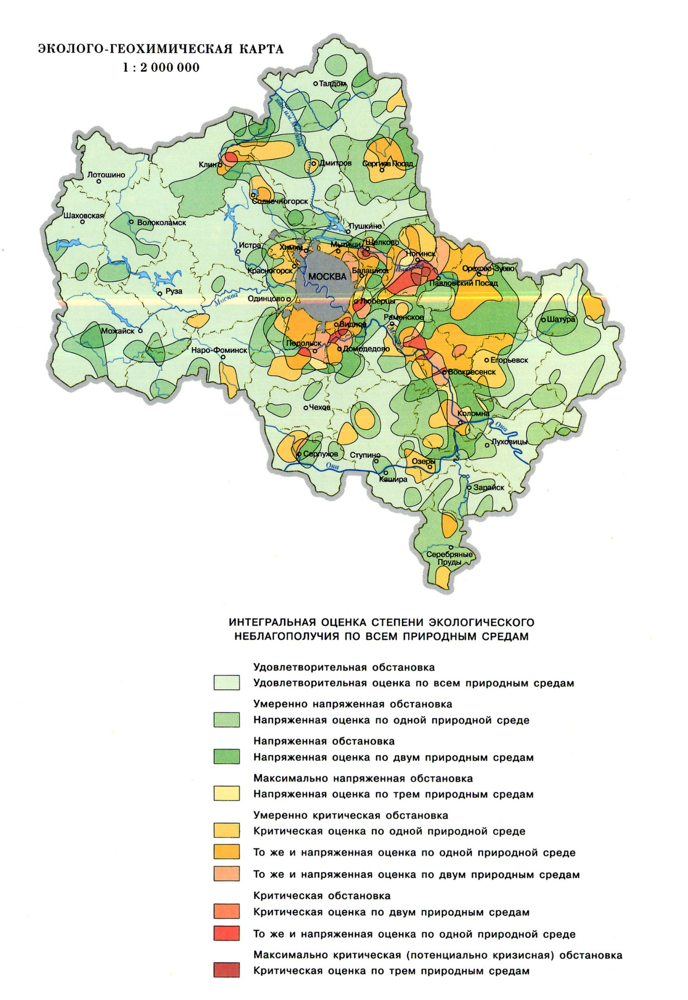 ЭКОЛОГО-ГЕОХИМИЧЕСКАЯ КАРТА
1 : 2 000 000
Талдом
кан. им. Москвы
Клин
Дмитров
Сергиев Посад
Лотошино
Солнечногорск
Шаховская
Волоколамск
Пушкино
Истра
Химки
Мытищи
Щелково
Ногинск
Красногорск
МОСКВА
Балашиха
Клязьма
Орехово-Зуево
Павловский Посад
Руза
Москва
Одинцово
Люберцы
Раменское
Шатура
Можайск
Видное
Москва
Наро-Фоминск
Подольск
Домодедово
Егорьевск
Воскресенск
Чехов
Коломна
Ока
Луховицы
Серпухов
Ступино
Озеры
Ока
Кашира
Зарайск
Серебряные
Пруды
ИНТЕГРАЛЬНАЯ ОЦЕНКА СТЕПЕНИ ЭКОЛОГИЧЕСКОГО
НЕБЛАГОПОЛУЧИЯ ПО ВСЕМ ПРИРОДНЫМ СРЕДАМ
Удовлетворительная обстановка
Удовлетворительная оценка по всем природным средам
Умеренно напряженная обстановка
Напряженная оценка по одной природной среде
Напряженная обстановка
Напряженная оценка по двум природным средам
Максимально напряженная обстановка
Напряженная оценка по трем природным средам
Умеренно критическая обстановка
Критическая оценка по одной природной среде
То же и напряженная оценка по одной природной среде
То же и напряженная оценка по двум природным средам
Критическая обстановка
Критическая оценка по двум природным средам
То же и напряженная оценка по одной природной среде
Максимально критическая (потенциально кризисная) обстановка
Критическая оценка по трем природным средам